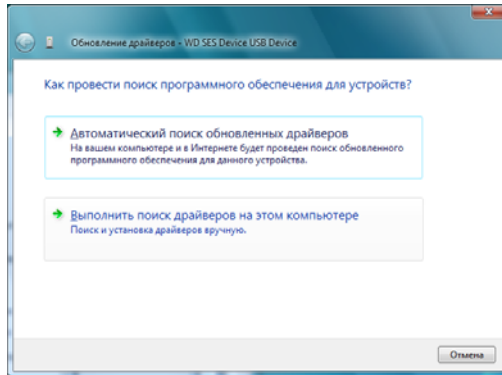 Обновление драйверов - WD SES Device USB Device
Как провести поиск программного обеспечения для устройств?
Автоматический поиск обновленных драйверов
На вашем компьютере и в Интернете будет проведен поиск обновленного
программного обеспечения для данного устройства.
Выполнить поиск драйверов на этом компьютере
Поиск и установка драйверов вручную.
Отмена